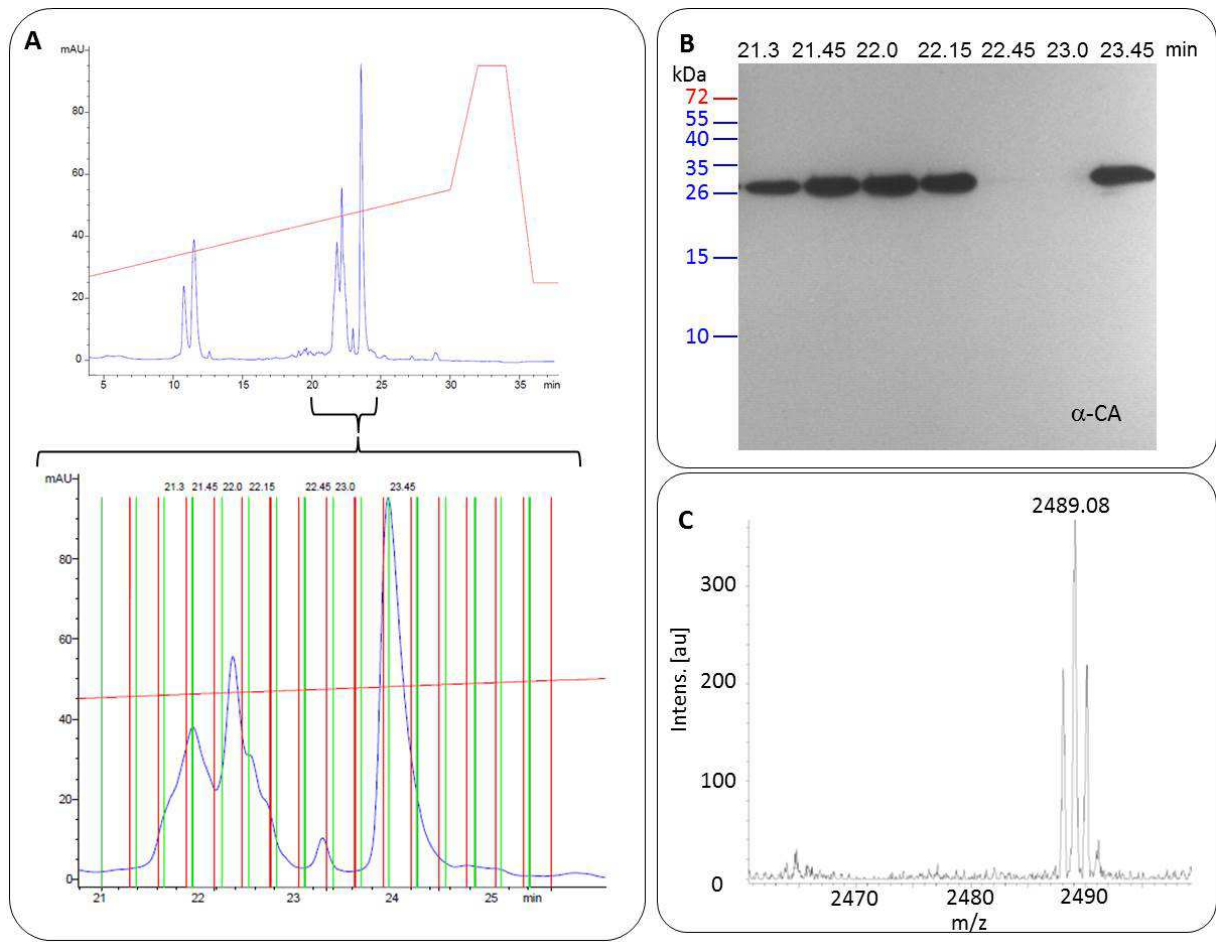 A
mAU
80
60
40
20
0
5 10 15 20 25 30 35 min
mAU
21.3 21.45 22.0 22.15 22.45 23.0 23.45
80
60
40
20
0
21 22 23 24 25 min
B
21.3 21.45 22.0 22.15 22.45 23.0 23.45 min
kDa
72
55
40
35
26
15
10
α-CA
C
2489.08
Intens. [au]
300
200
100
0
2470 2480 2490
m/z